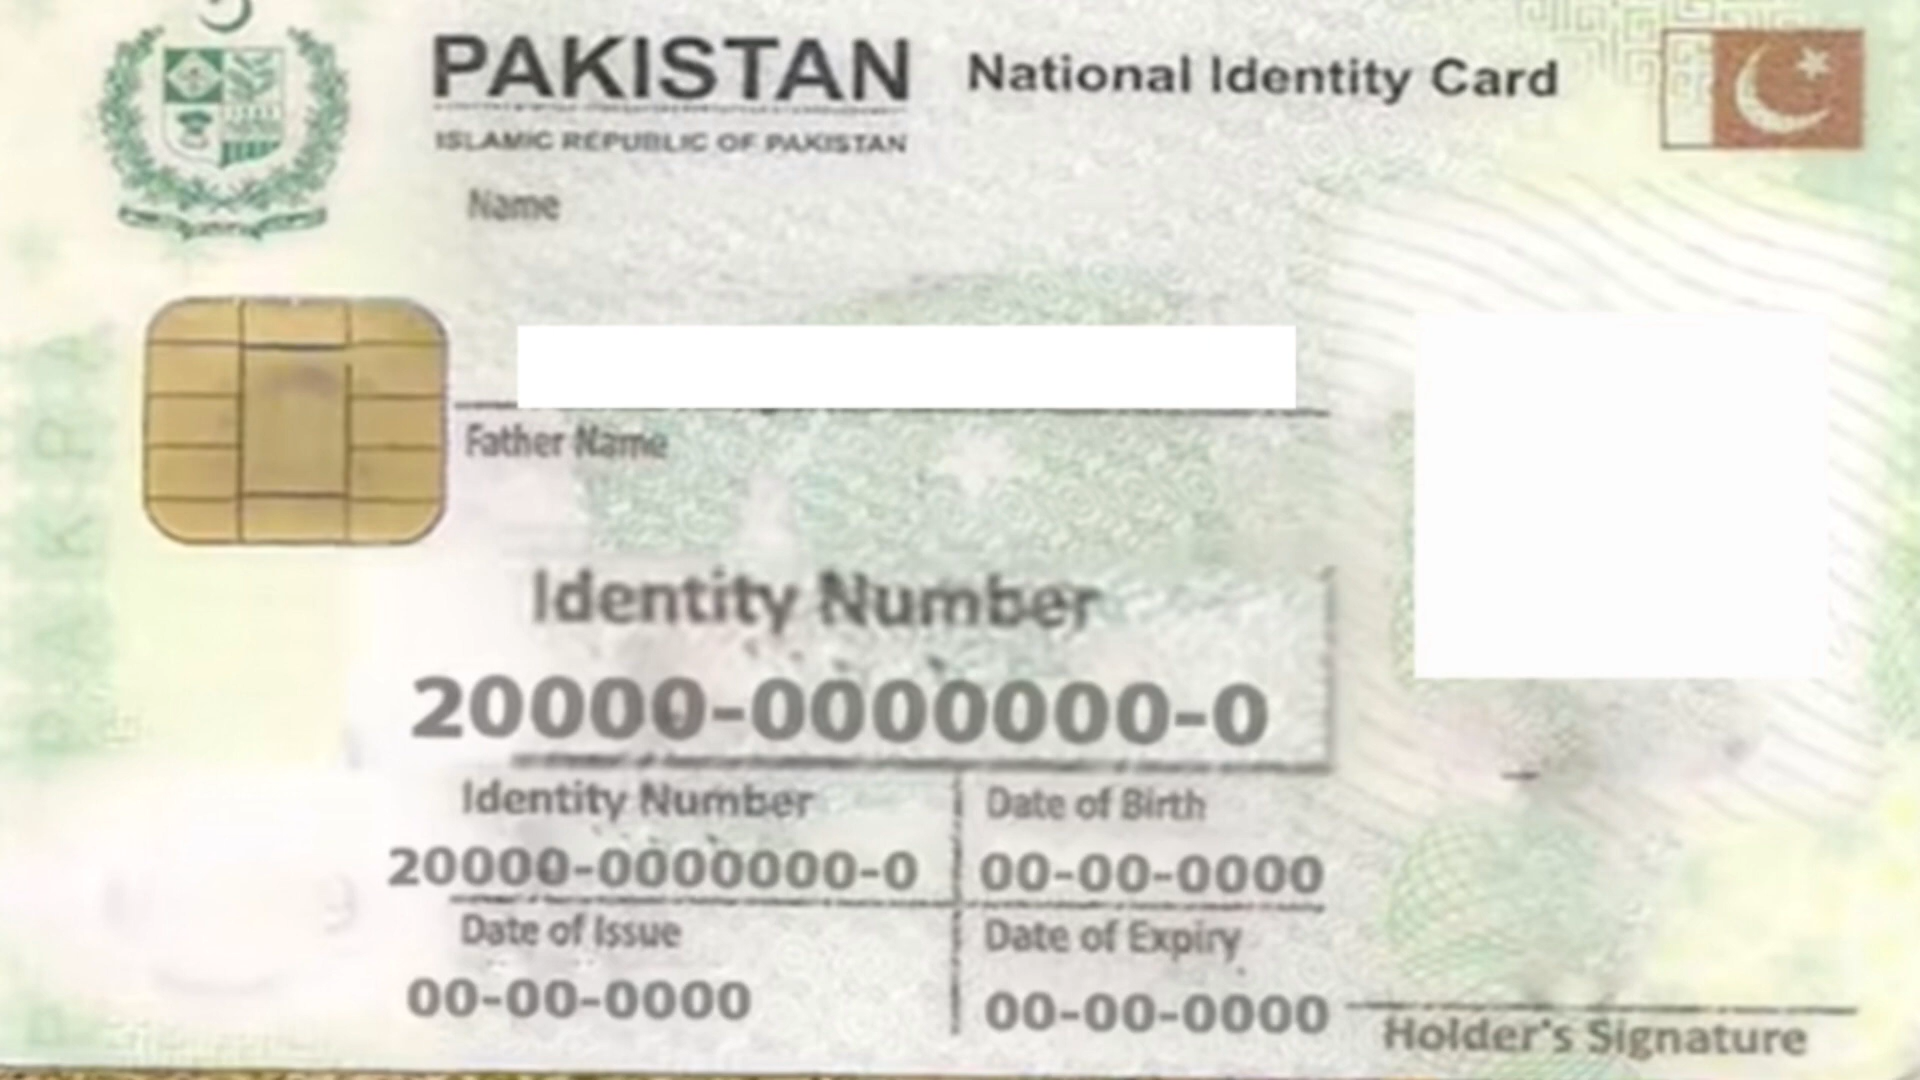 PAKISTAN National Identity Card
ISLAMIC REPUBLIC OF PAKISTAN
Name
Father Name
Identity Number
20000-0000000-0
Identity Number Date of Birth
20000-0000000-0 00-00-0000
Date of Issue Date of Expiry
00-00-0000 00-00-0000
Holder's Signature